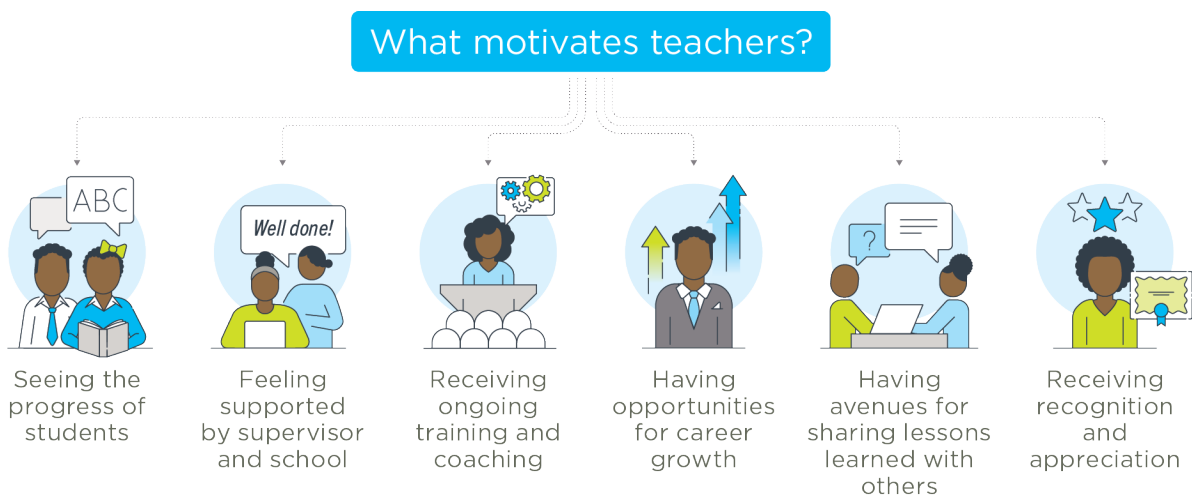 What motivates teachers?
ABC
Well done!
?
Seeing the
progress of
students
Feeling
supported
by supervisor
and school
Receiving
ongoing
training and
coaching
Having
opportunities
for career
growth
Having
avenues for
sharing lessons
learned with
others
Receiving
recognition
and
appreciation